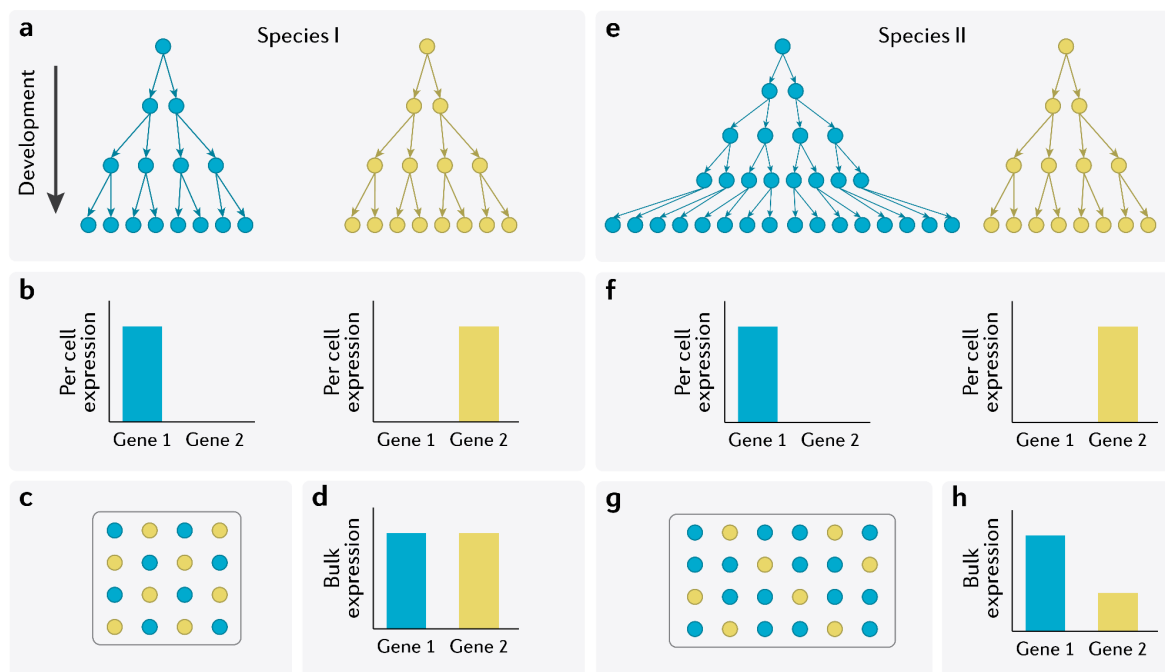 a
Species I
Development
e
Species II
b
Per cell
expression
Gene 1
Gene 2
Per cell
expression
Gene 1
Gene 2
f
Per cell
expression
Gene 1
Gene 2
Per cell
expression
Gene 1
Gene 2
c
d
Bulk
expression
Gene 1
Gene 2
g
h
Bulk
expression
Gene 1
Gene 2